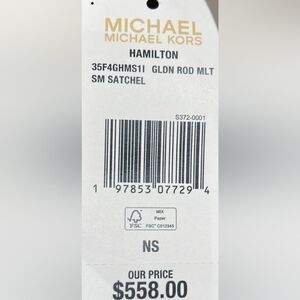 MICHAEL
MICHAEL KORS
HAMILTON
35F4GHMS1I GLDN ROD MLT
SM SATCHEL
S372-0001
1 97853 07729 4
FSC
MIX
Paper
NS
OUR PRICE
$558.00